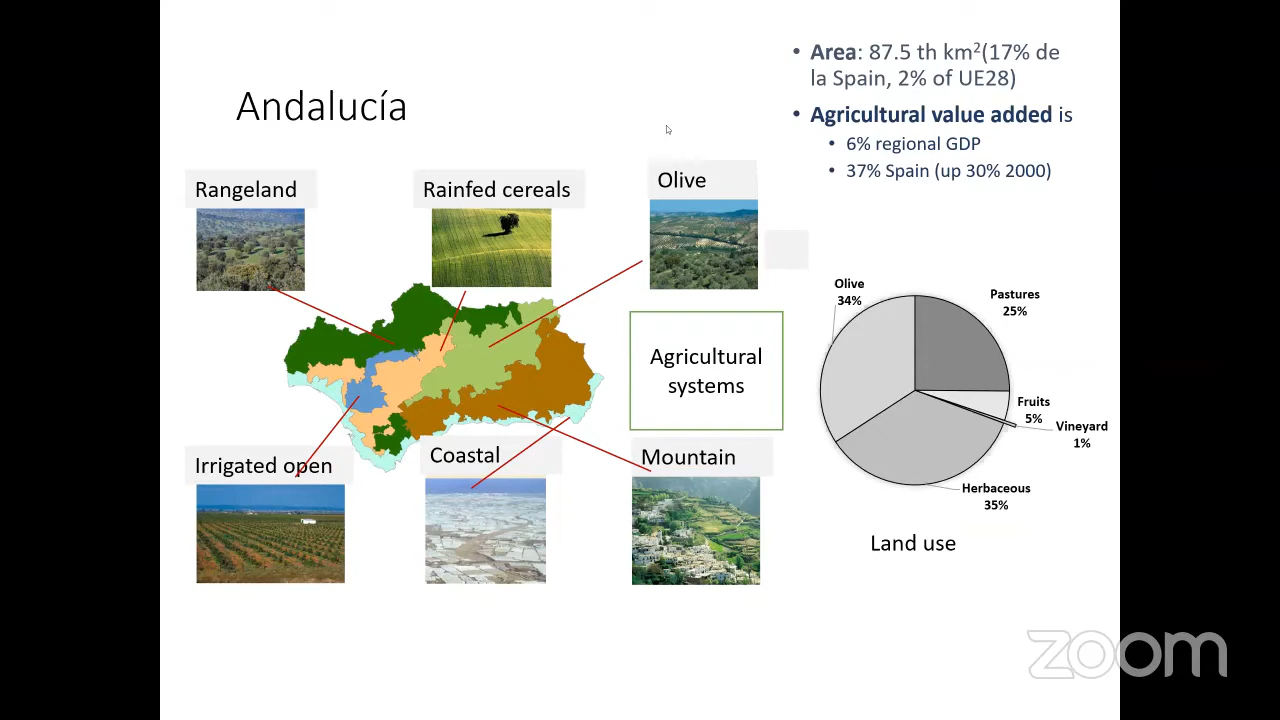 Andalucía
• Area: 87.5 th km²(17% de
la Spain, 2% of UE28)
• Agricultural value added is
• 6% regional GDP
• 37% Spain (up 30% 2000)
Rangeland
Rainfed cereals
Olive
Agricultural
systems
Irrigated open
Coastal
Mountain
Olive
34%
Pastures
25%
Fruits
5%
Vineyard
1%
Herbaceous
35%
Land use
zoom